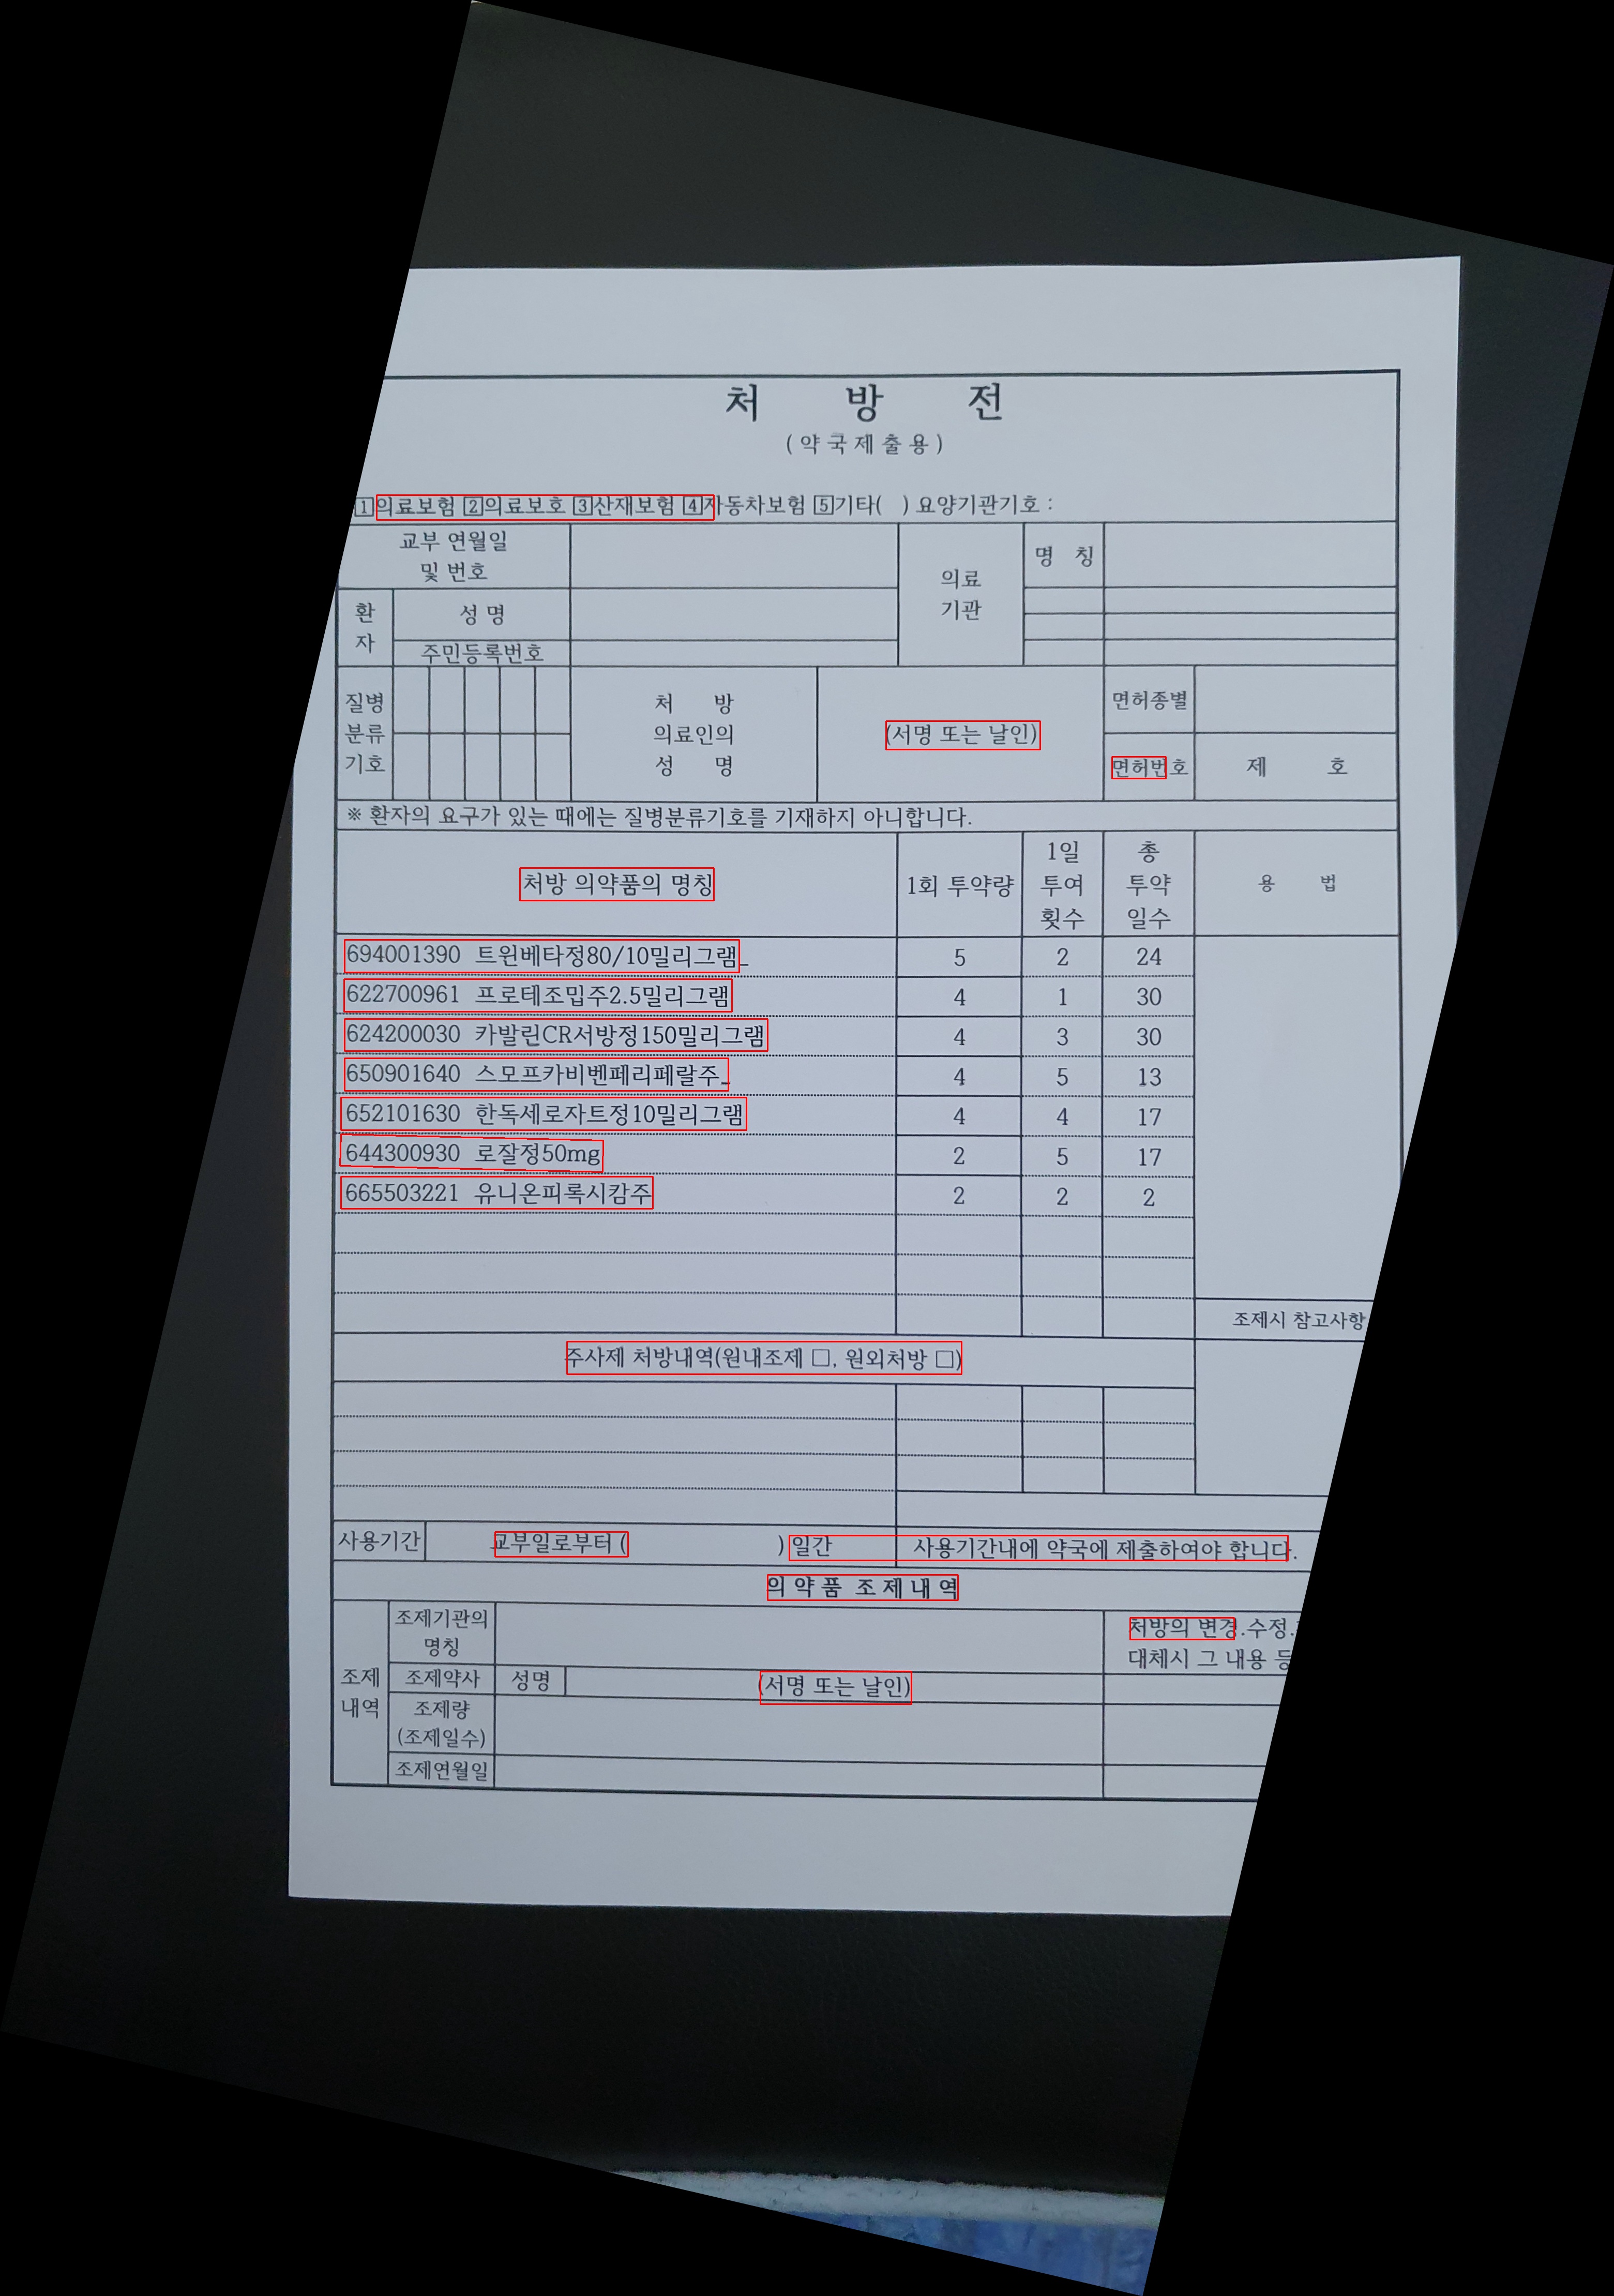 처 방 전
(약국제출용)
1의료보험 2의료보호 3산재보험 4자동차보험 5기타( ) 요양기관기호 :
교부 연월일
및 번호
의료
기관
명 칭
환
자
성 명
주민등록번호
질병
분류
기호
처 방
의료인의
성 명
(서명 또는 날인)
면허종별
면허번호
제 호
※ 환자의 요구가 있는 때에는 질병분류기호를 기재하지 아니합니다.
처방 의약품의 명칭
1회 투약량
1일
투여
횟수
총
투약
일수
용 법
694001390 트윈베타정80/10밀리그램_ 5 2 24
622700961 프로테조밉주2.5밀리그램 4 1 30
624200030 카발린CR서방정150밀리그램 4 3 30
650901640 스모프카비벤페리페랄주_ 4 5 13
652101630 한독세로자트정10밀리그램 4 4 17
644300930 로잘정50mg 2 5 17
665503221 유니온피록시캄주 2 2 2
조제시 참고사항
주사제 처방내역(원내조제 □, 원외처방 □)
사용기간 교부일로부터 ( ) 일간 사용기간내에 약국에 제출하여야 합니다.
의 약 품 조 제 내 역
조제
내역
조제기관의
명칭
처방의 변경.수정.
대체시 그 내용 등
조제약사 성명 (서명 또는 날인)
조제량
(조제일수)
조제연월일